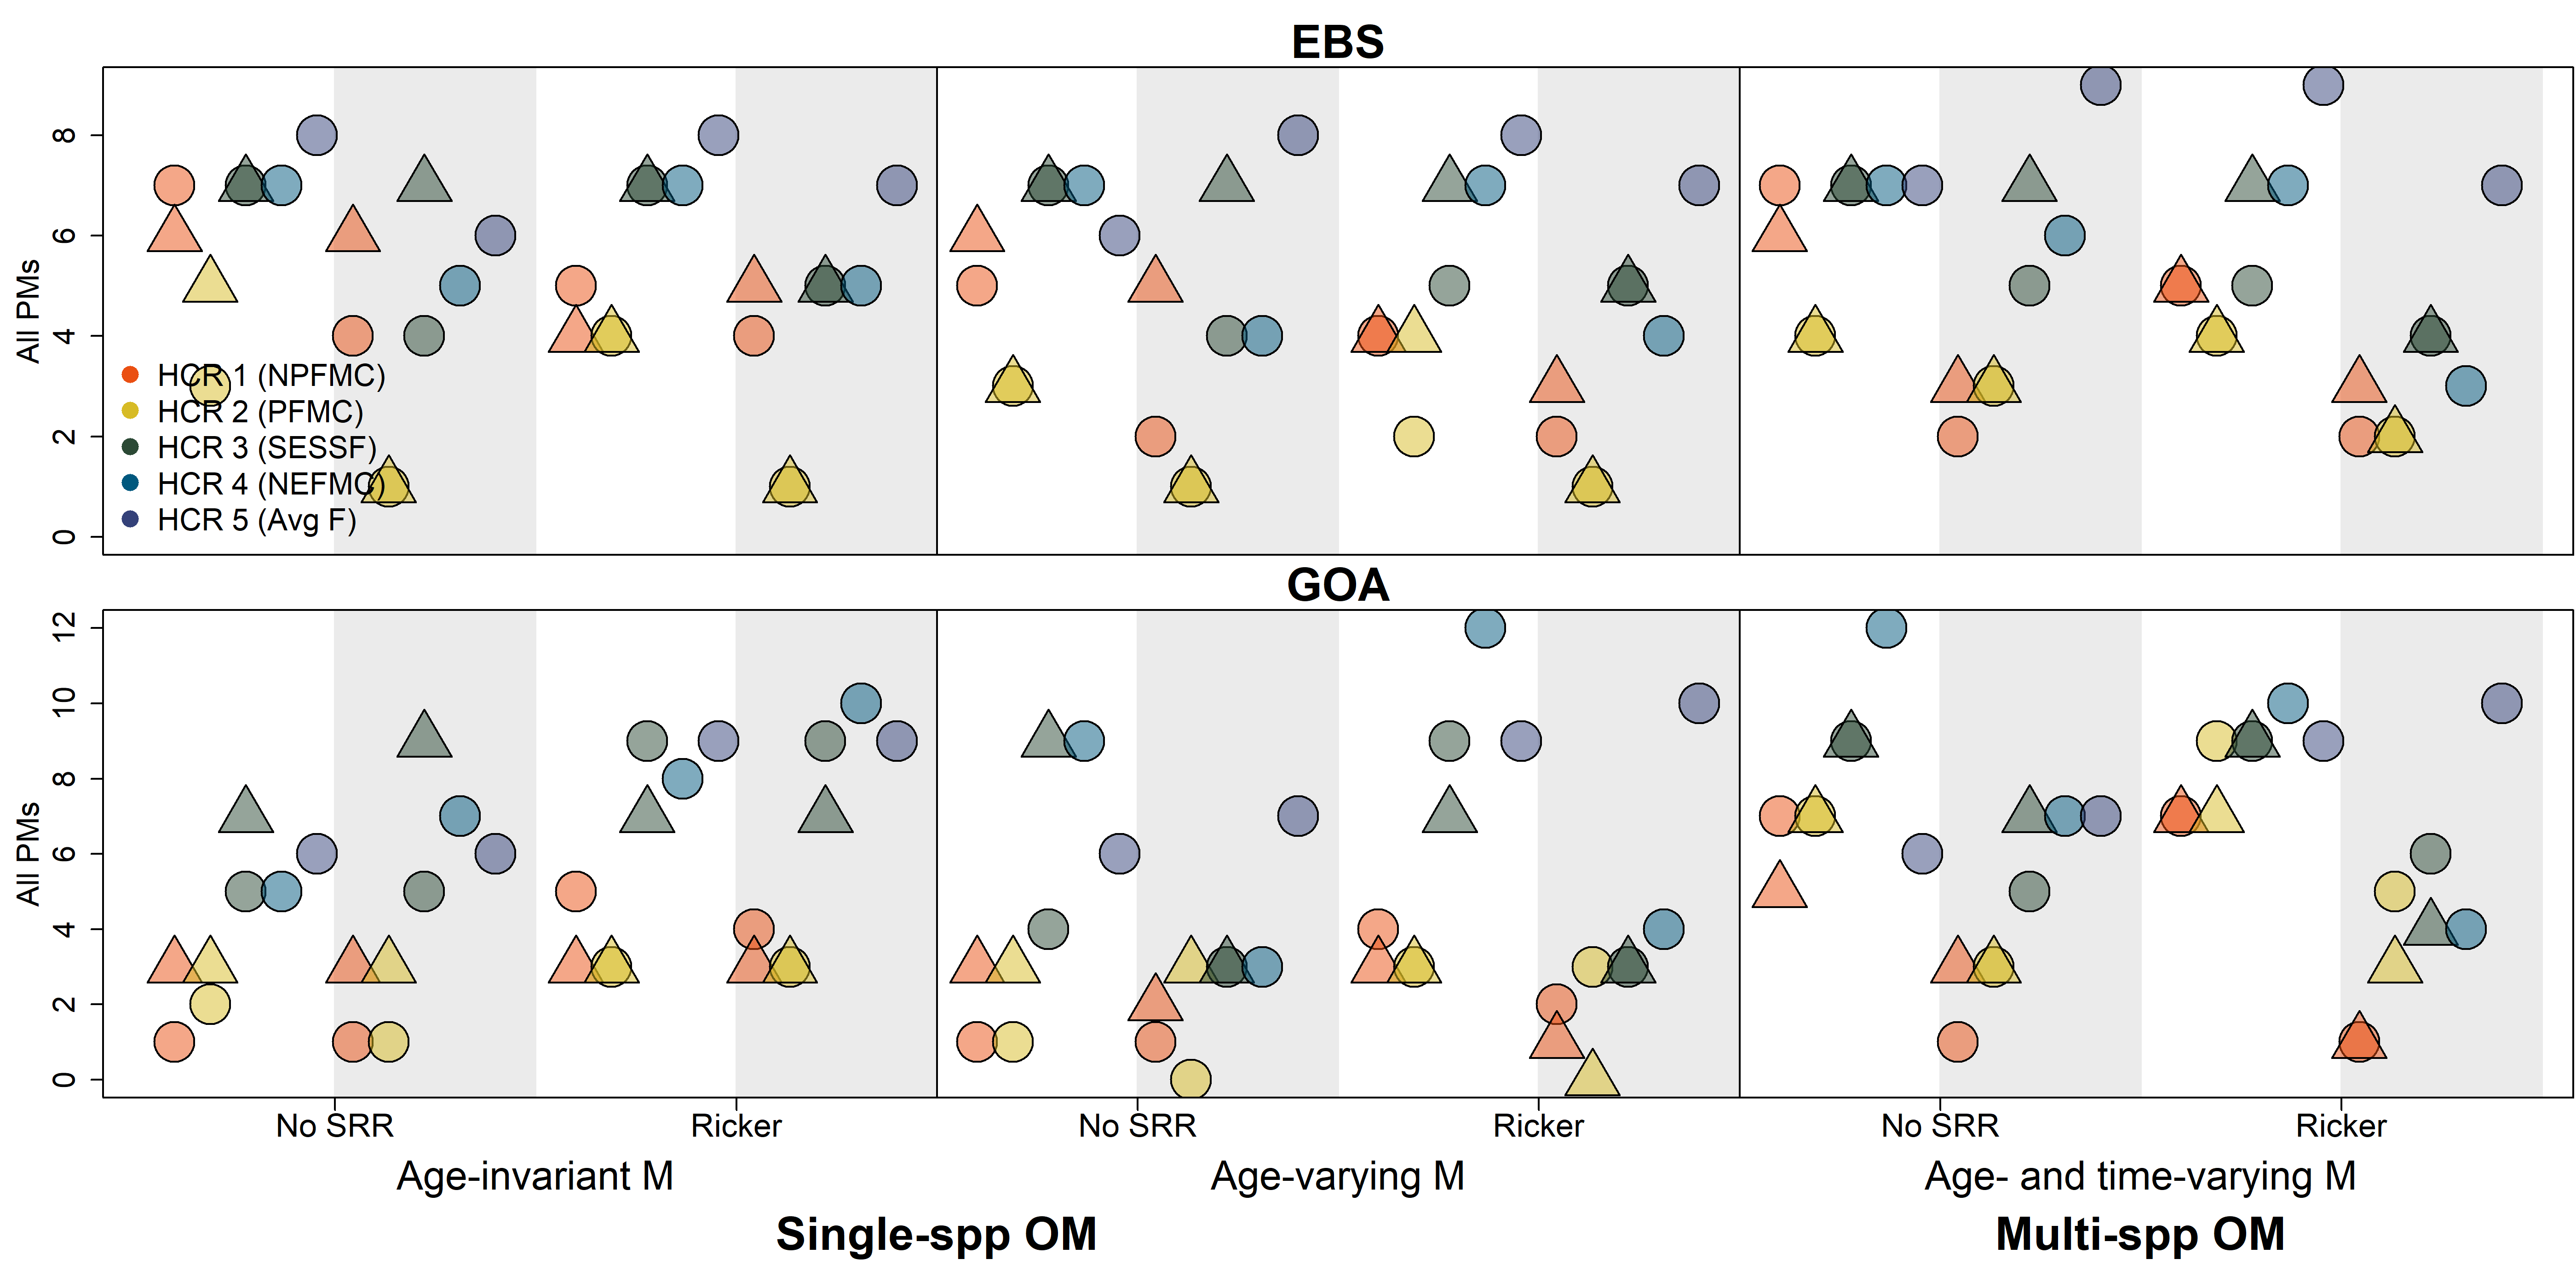 EBS
All PMs
8
6
4
2
0
HCR 1 (NPFMC)
HCR 2 (PFMC)
HCR 3 (SESSF)
HCR 4 (NEFMC)
HCR 5 (Avg F)
GOA
All PMs
12
10
8
6
4
2
0
No SRR Ricker No SRR Ricker No SRR Ricker
Age-invariant M Age-varying M Age- and time-varying M
Single-spp OM Multi-spp OM